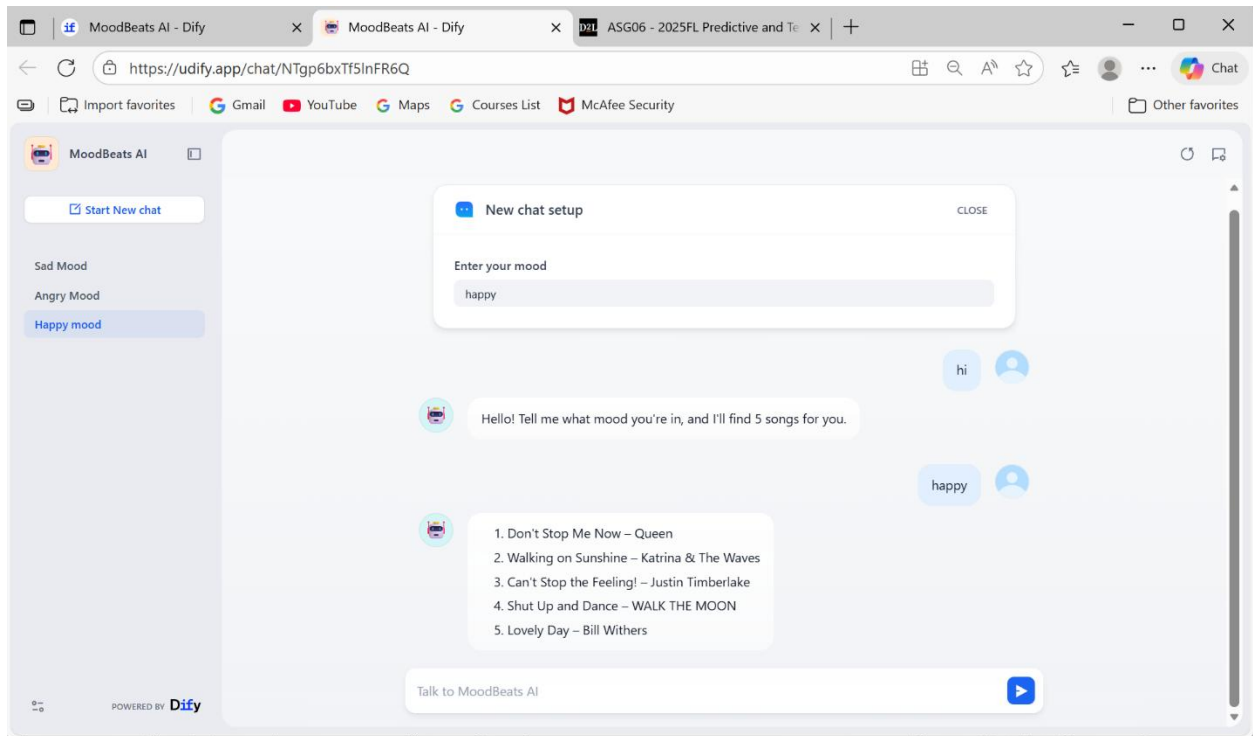 MoodBeats AI - Dify
MoodBeats AI - Dify
D2L ASG06 - 2025FL Predictive and Te
https://udify.app/chat/NTgp6bxTf5lnFR6Q
Chat
Import favorites
Gmail
YouTube
Maps
Courses List
McAfee Security
Other favorites
MoodBeats AI
Start New chat
Sad Mood
Angry Mood
Happy mood
New chat setup
CLOSE
Enter your mood
happy
hi
Hello! Tell me what mood you're in, and I'll find 5 songs for you.
happy
1. Don't Stop Me Now – Queen
2. Walking on Sunshine – Katrina & The Waves
3. Can't Stop the Feeling! – Justin Timberlake
4. Shut Up and Dance – WALK THE MOON
5. Lovely Day – Bill Withers
Talk to MoodBeats AI
POWERED BY Dify